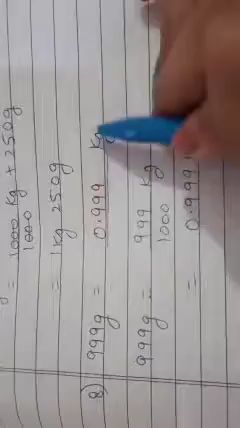 = 1000/1000 kg + 250g
= 1kg 250g
8) 999g = 0.999 kg
999g = 999/1000 kg
= 0.999